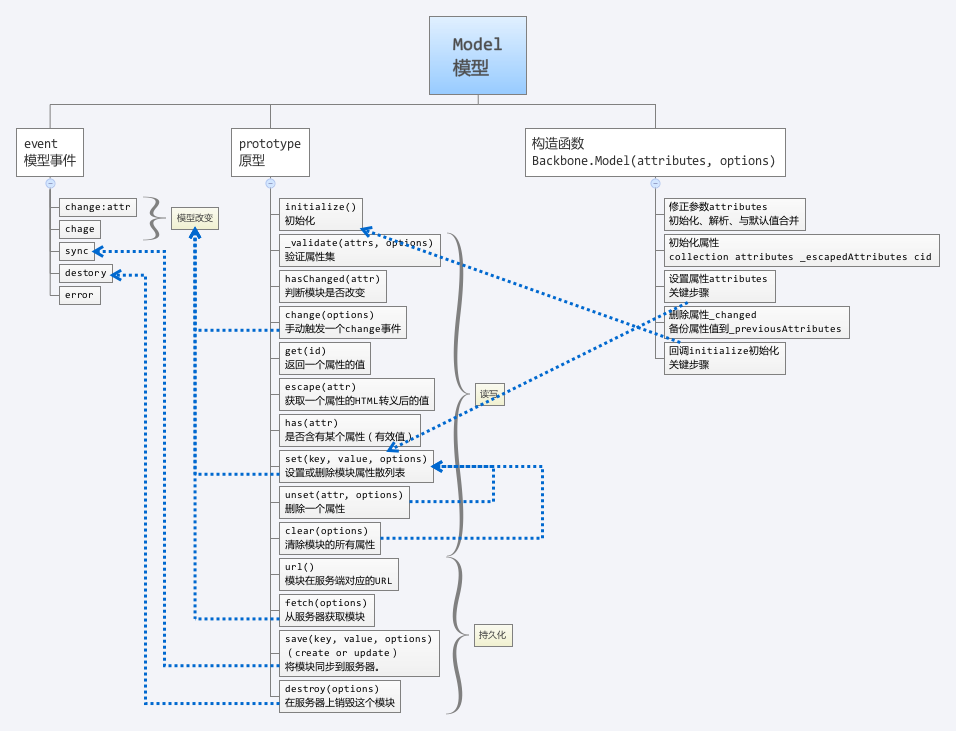 Model
模型
event
模型事件
change:attr
chage
sync
destory
error
模型改变
prototype
原型
initialize()
初始化
_validate(attrs, options)
验证属性集
hasChanged(attr)
判断模块是否改变
change(options)
手动触发一个change事件
get(id)
返回一个属性的值
escape(attr)
获取一个属性的HTML转义后的值
has(attr)
是否含有某个属性（有效值）
set(key, value, options)
设置或删除模块属性散列表
unset(attr, options)
删除一个属性
clear(options)
清除模块的所有属性
url()
模块在服务端对应的URL
fetch(options)
从服务器获取模块
save(key, value, options)
（create or update）
将模块同步到服务器。
destroy(options)
在服务器上销毁这个模块
读写
持久化
构造函数
Backbone.Model(attributes, options)
修正参数attributes
初始化、解析、与默认值合并
初始化属性
collection attributes _escapedAttributes cid
设置属性attributes
关键步骤
删除属性_changed
备份属性值到_previousAttributes
回调initialize初始化
关键步骤